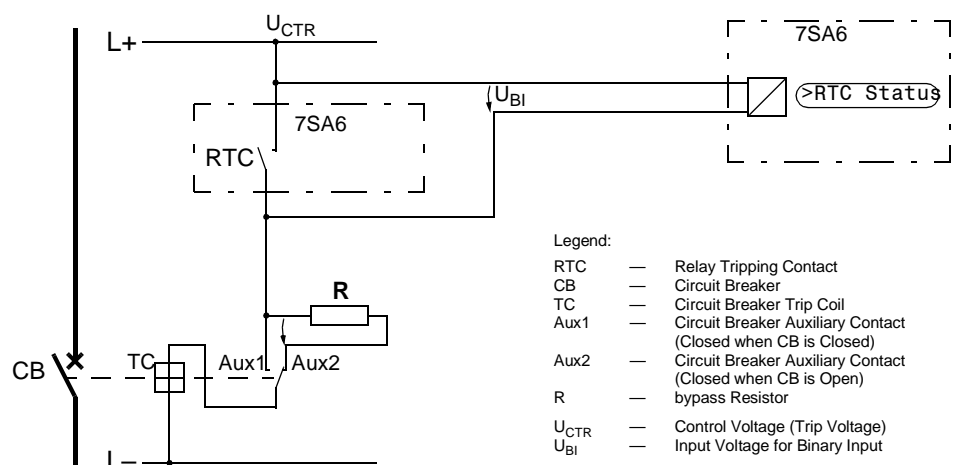 U_CTR
L+
7SA6
>RTC Status
U_BI
7SA6
RTC
R
CB
TC
Aux1
Aux2
L–
Legend:
RTC — Relay Tripping Contact
CB — Circuit Breaker
TC — Circuit Breaker Trip Coil
Aux1 — Circuit Breaker Auxiliary Contact
(Closed when CB is Closed)
Aux2 — Circuit Breaker Auxiliary Contact
(Closed when CB is Open)
R — bypass Resistor
U_CTR — Control Voltage (Trip Voltage)
U_BI — Input Voltage for Binary Input